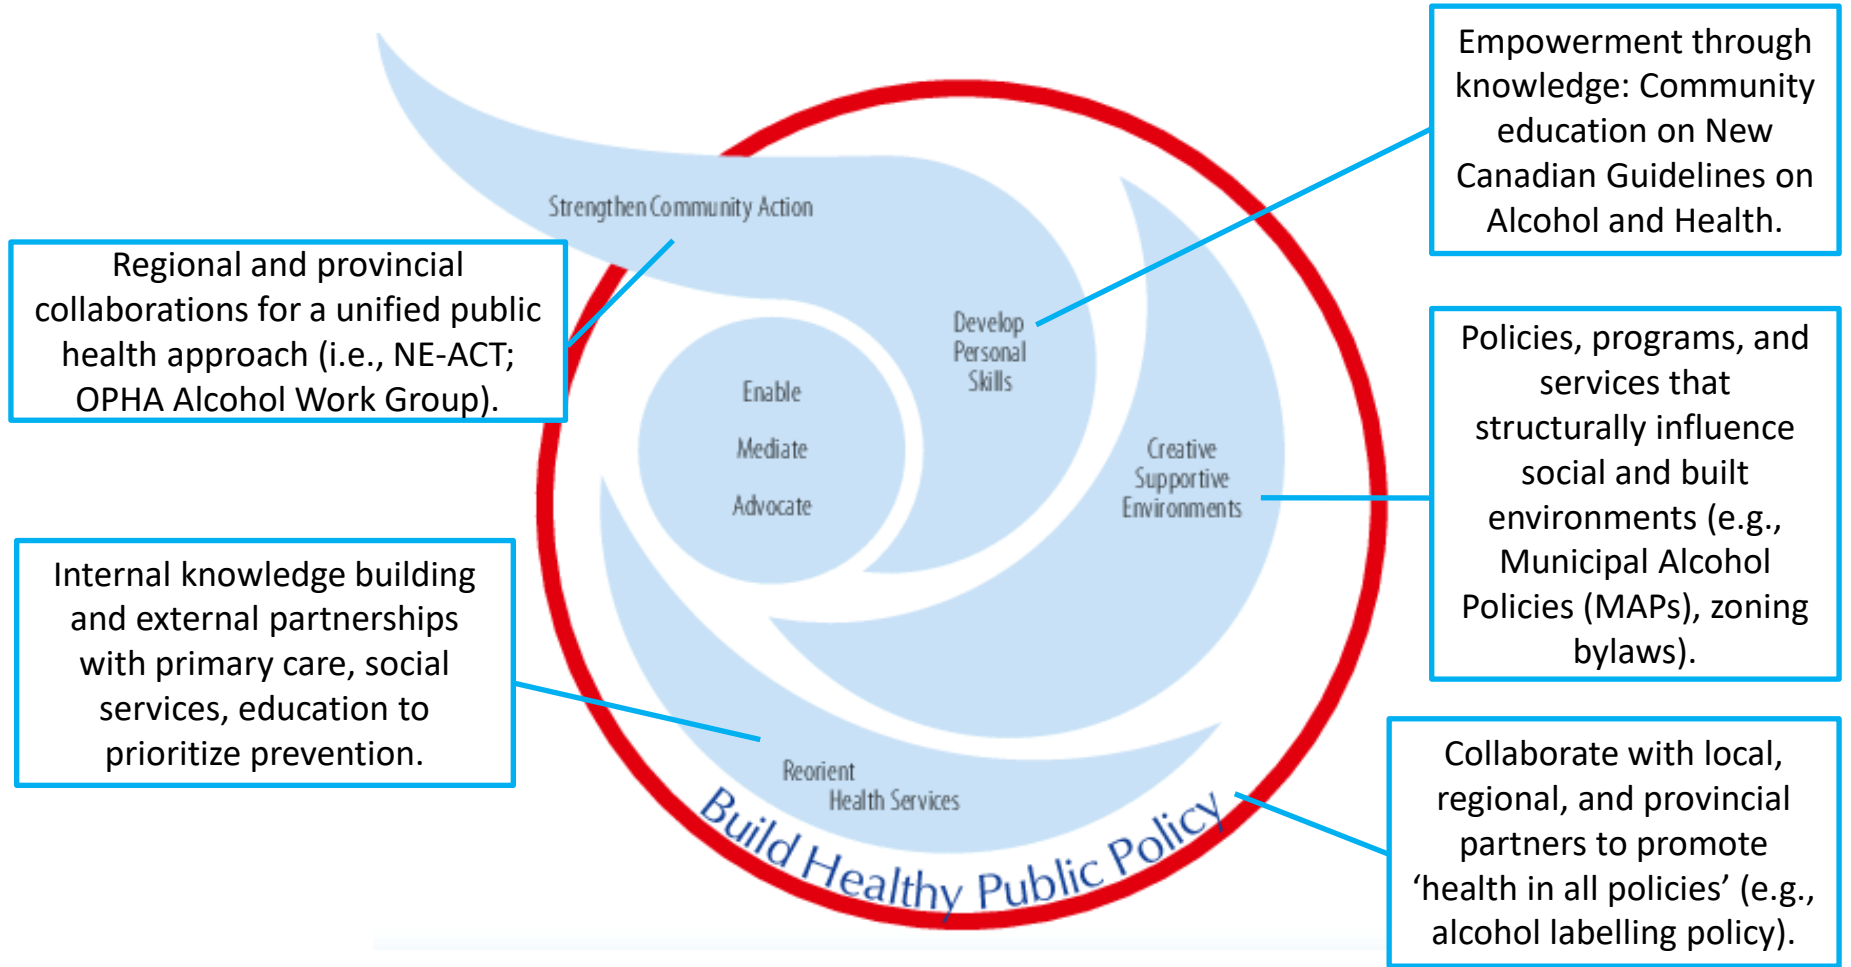 Empowerment through
knowledge: Community
education on New
Canadian Guidelines on
Alcohol and Health.
Strengthen Community Action
Regional and provincial
collaborations for a unified public
health approach (i.e., NE-ACT;
OPHA Alcohol Work Group).
Develop
Personal
Skills
Enable
Mediate
Advocate
Creative
Supportive
Environments
Policies, programs, and
services that
structurally influence
social and built
environments (e.g.,
Municipal Alcohol
Policies (MAPs), zoning
bylaws).
Internal knowledge building
and external partnerships
with primary care, social
services, education to
prioritize prevention.
Reorient
Health Services
Build Healthy Public Policy
Collaborate with local,
regional, and provincial
partners to promote
‘health in all policies’ (e.g.,
alcohol labelling policy).